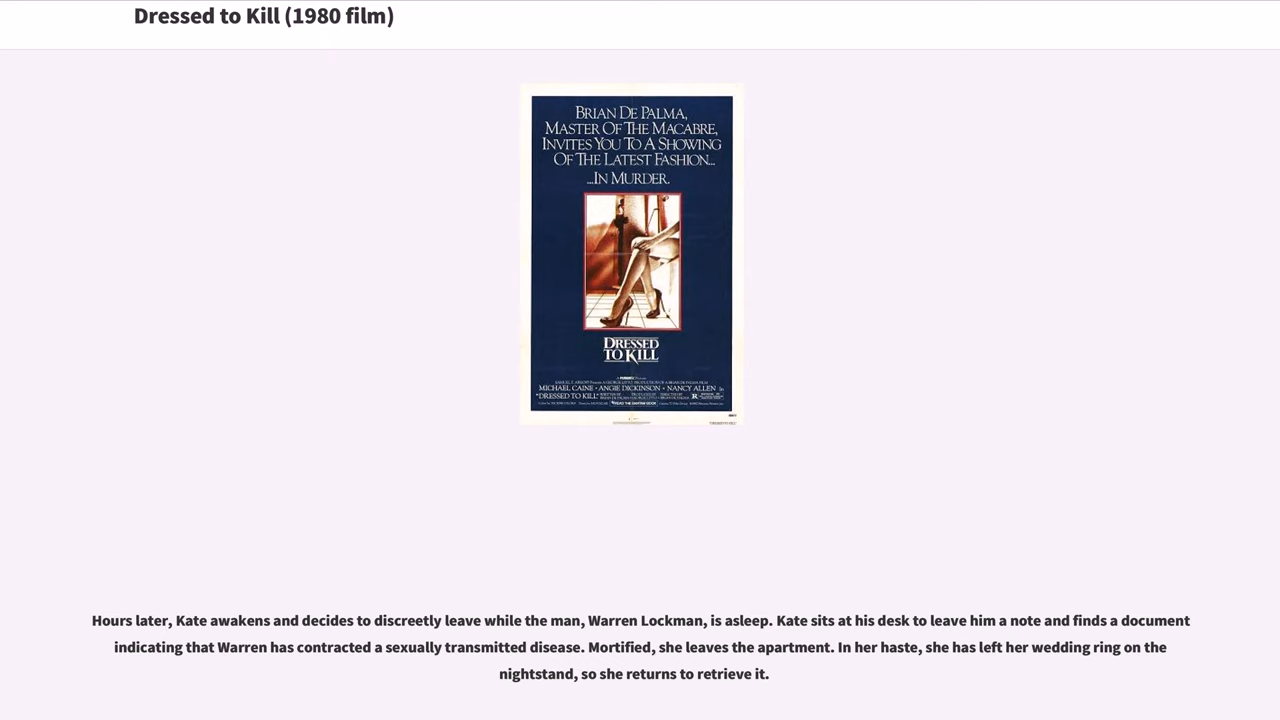 Dressed to Kill (1980 film)
BRIAN DE PALMA,
MASTER OF THE MACABRE,
INVITES YOU TO A SHOWING
OF THE LATEST FASHION...
...IN MURDER.
DRESSED
TO KILL
MICHAEL CAINE • ANGIE DICKINSON • NANCY ALLEN in
"DRESSED TO KILL"
R
Hours later, Kate awakens and decides to discreetly leave while the man, Warren Lockman, is asleep. Kate sits at his desk to leave him a note and finds a document
indicating that Warren has contracted a sexually transmitted disease. Mortified, she leaves the apartment. In her haste, she has left her wedding ring on the
nightstand, so she returns to retrieve it.